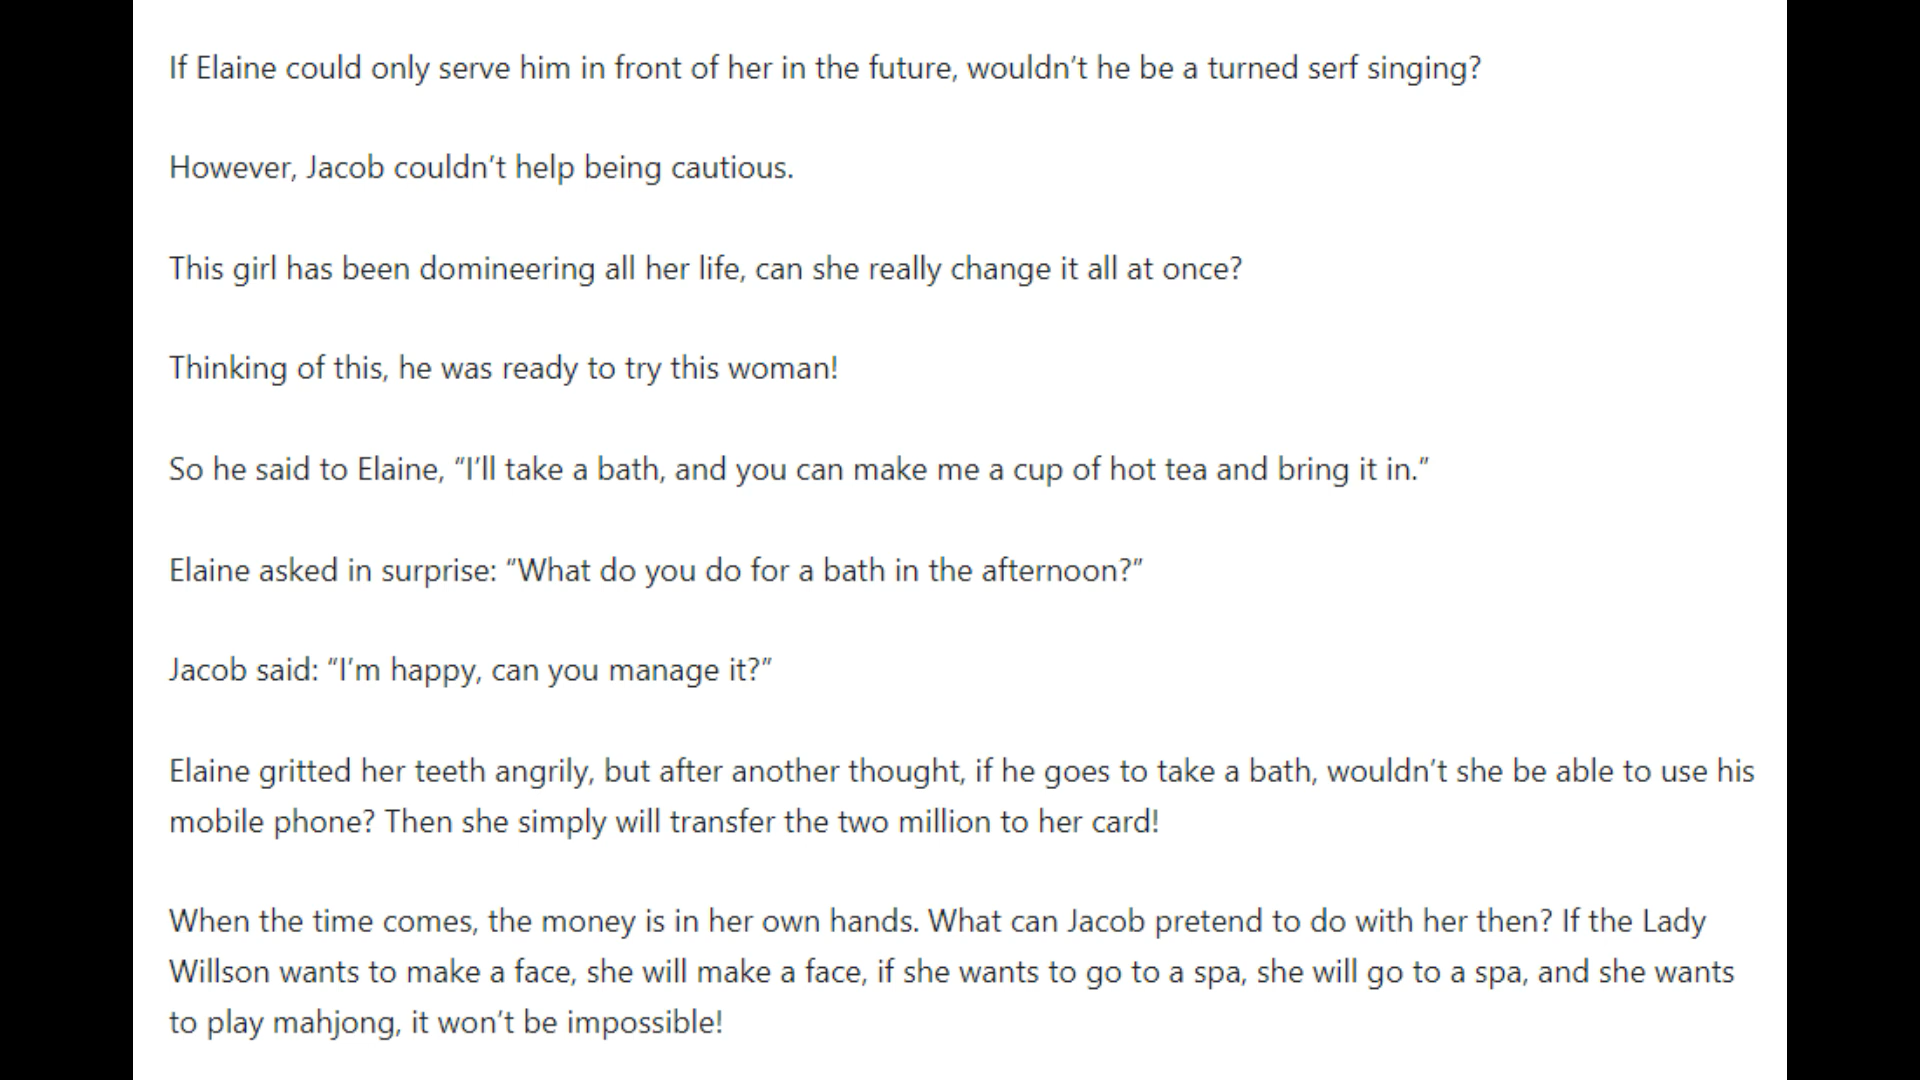 If Elaine could only serve him in front of her in the future, wouldn’t he be a turned serf singing?
However, Jacob couldn’t help being cautious.
This girl has been domineering all her life, can she really change it all at once?
Thinking of this, he was ready to try this woman!
So he said to Elaine, “I’ll take a bath, and you can make me a cup of hot tea and bring it in.”
Elaine asked in surprise: “What do you do for a bath in the afternoon?”
Jacob said: “I’m happy, can you manage it?”
Elaine gritted her teeth angrily, but after another thought, if he goes to take a bath, wouldn’t she be able to use his
mobile phone? Then she simply will transfer the two million to her card!
When the time comes, the money is in her own hands. What can Jacob pretend to do with her then? If the Lady
Willson wants to make a face, she will make a face, if she wants to go to a spa, she will go to a spa, and she wants
to play mahjong, it won’t be impossible!